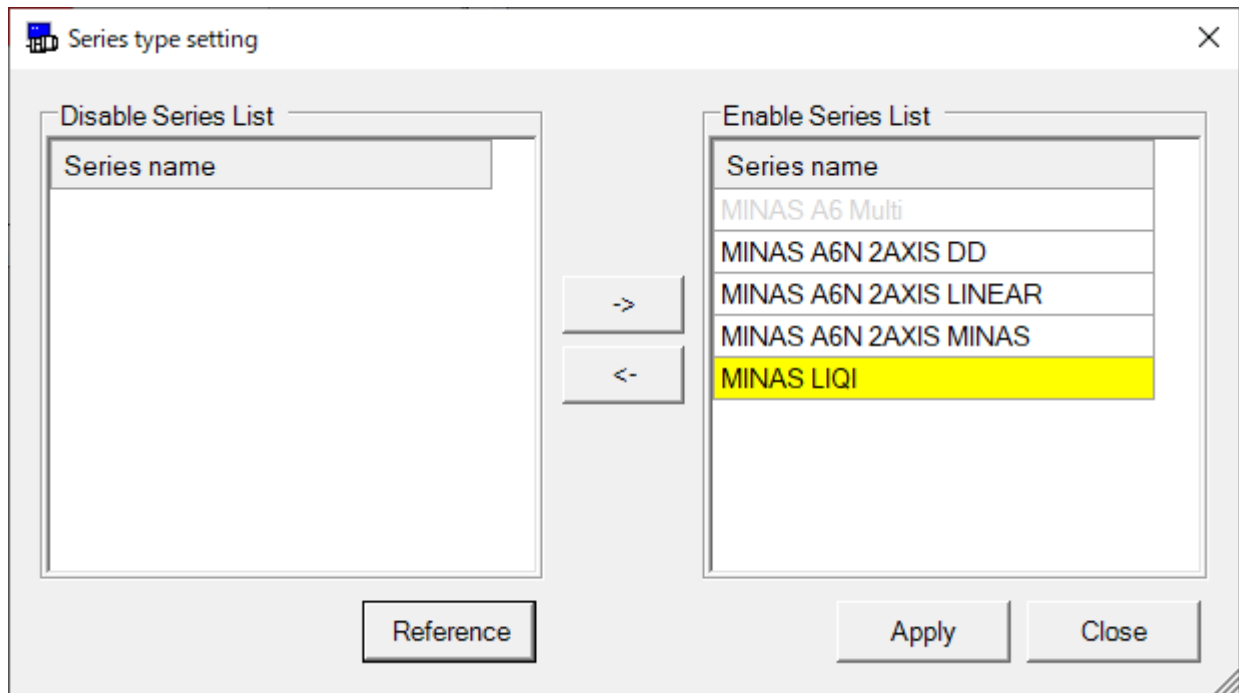 Series type setting
Disable Series List
Series name
->
<-
Enable Series List
Series name
MINAS A6 Multi
MINAS A6N 2AXIS DD
MINAS A6N 2AXIS LINEAR
MINAS A6N 2AXIS MINAS
MINAS LIQI
Reference
Apply
Close